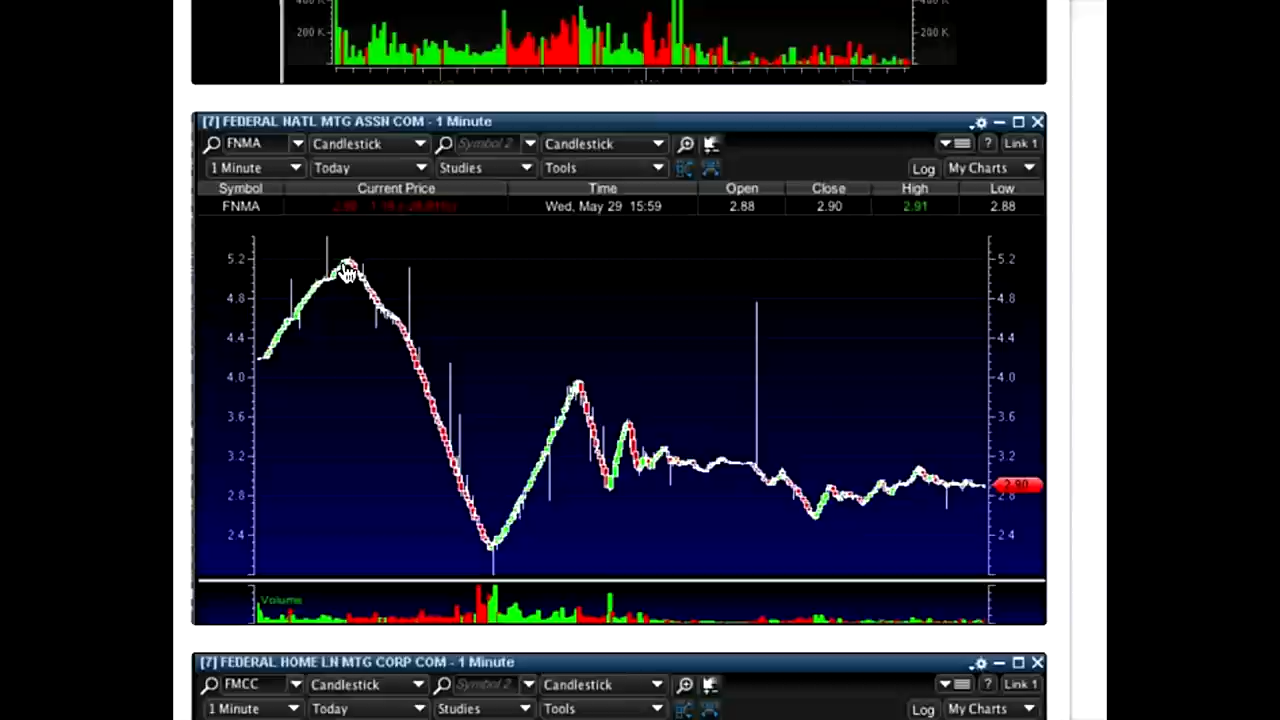 200 K 200 K
[7] FEDERAL NATL MTG ASSN COM - 1 Minute
FNMA Candlestick Symbol 2 Candlestick ? Link 1
1 Minute Today Studies Tools Log My Charts
Symbol Current Price Time Open Close High Low
FNMA Wed, May 29 15:59 2.88 2.90 2.91 2.88
5.2 5.2
4.8 4.8
4.4 4.4
4.0 4.0
3.6 3.6
3.2 3.2
2.90
2.8 2.8
2.4 2.4
Volume
[7] FEDERAL HOME LN MTG CORP COM - 1 Minute
FMCC Candlestick Symbol 2 Candlestick ? Link 1
1 Minute Today Studies Tools Log My Charts